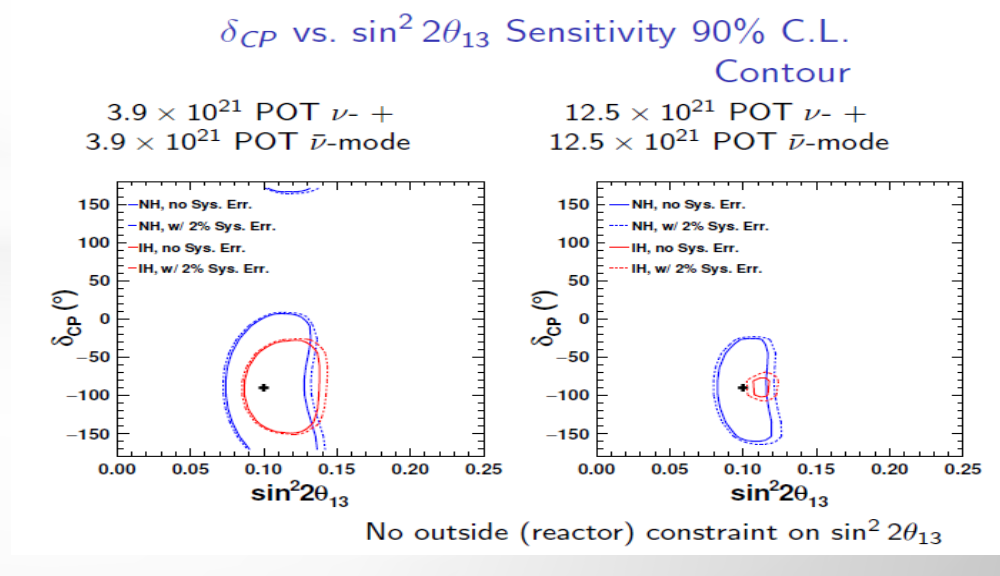 δCP vs. sin² 2θ13 Sensitivity 90% C.L.
Contour
3.9 × 10²¹ POT ν- +
3.9 × 10²¹ POT ν̄-mode
12.5 × 10²¹ POT ν- +
12.5 × 10²¹ POT ν̄-mode
δCP (°)
150
100
50
0
−50
−100
−150
NH, no Sys. Err.
NH, w/ 2% Sys. Err.
IH, no Sys. Err.
IH, w/ 2% Sys. Err.
0.00 0.05 0.10 0.15 0.20 0.25
sin²2θ13
δCP (°)
150
100
50
0
−50
−100
−150
NH, no Sys. Err.
NH, w/ 2% Sys. Err.
IH, no Sys. Err.
IH, w/ 2% Sys. Err.
0.00 0.05 0.10 0.15 0.20 0.25
sin²2θ13
No outside (reactor) constraint on sin² 2θ13